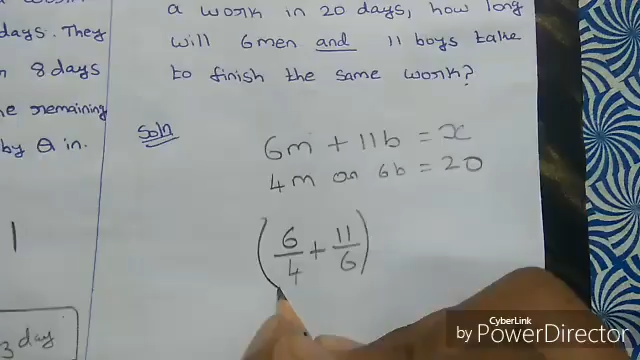 days. They
8 days
remaining
by Q in.
1
3 day
a work in 20 days, how long
will 6 men and 11 boys take
to finish the same work?
Soln
6m + 11b = x
4m or 6b = 20
(6/4 + 11/6)
CyberLink
by PowerDirector